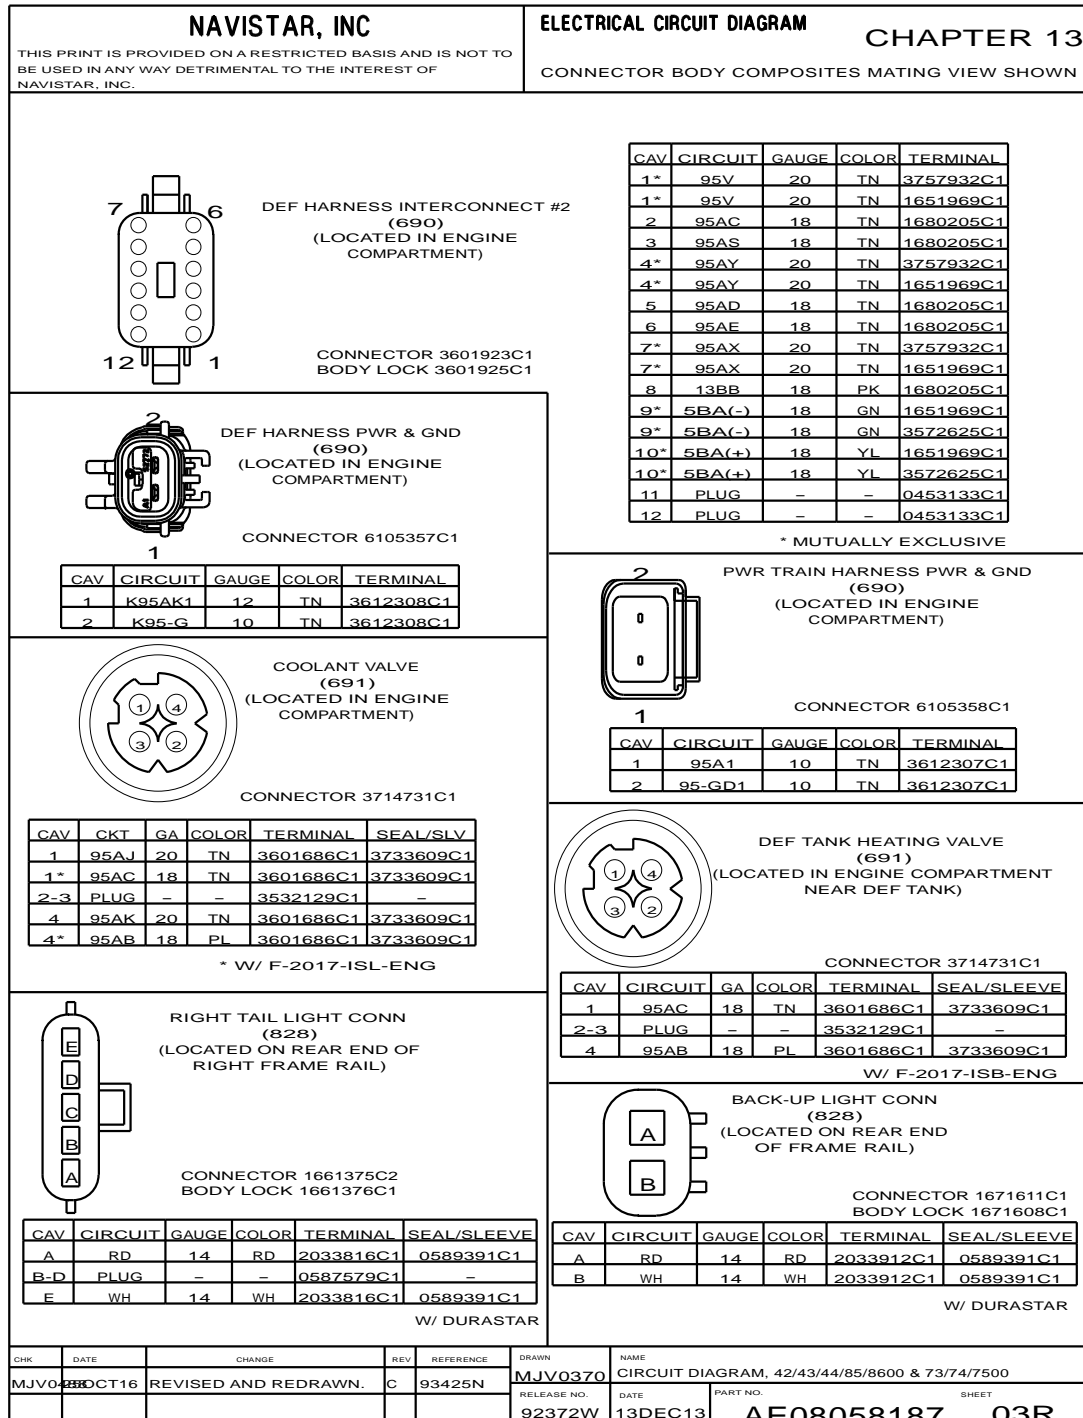 NAVISTAR, INC
THIS PRINT IS PROVIDED ON A RESTRICTED BASIS AND IS NOT TO
BE USED IN ANY WAY DETRIMENTAL TO THE INTEREST OF
NAVISTAR, INC.
ELECTRICAL CIRCUIT DIAGRAM
CHAPTER 13
CONNECTOR BODY COMPOSITES MATING VIEW SHOWN
7 6
12 1
DEF HARNESS INTERCONNECT #2
(690)
(LOCATED IN ENGINE
COMPARTMENT)
CONNECTOR 3601923C1
BODY LOCK 3601925C1
CAV CIRCUIT GAUGE COLOR TERMINAL
1* 95V 20 TN 3757932C1
1* 95V 20 TN 1651969C1
2 95AC 18 TN 1680205C1
3 95AS 18 TN 1680205C1
4* 95AY 20 TN 3757932C1
4* 95AY 20 TN 1651969C1
5 95AD 18 TN 1680205C1
6 95AE 18 TN 1680205C1
7* 95AX 20 TN 3757932C1
7* 95AX 20 TN 1651969C1
8 13BB 18 PK 1680205C1
9* 5BA(-) 18 GN 1651969C1
9* 5BA(-) 18 GN 3572625C1
10* 5BA(+) 18 YL 1651969C1
10* 5BA(+) 18 YL 3572625C1
11 PLUG – – 0453133C1
12 PLUG – – 0453133C1
* MUTUALLY EXCLUSIVE
2
1
DEF HARNESS PWR & GND
(690)
(LOCATED IN ENGINE
COMPARTMENT)
CONNECTOR 6105357C1
CAV CIRCUIT GAUGE COLOR TERMINAL
1 K95AK1 12 TN 3612308C1
2 K95-G 10 TN 3612308C1
2
1
PWR TRAIN HARNESS PWR & GND
(690)
(LOCATED IN ENGINE
COMPARTMENT)
CONNECTOR 6105358C1
CAV CIRCUIT GAUGE COLOR TERMINAL
1 95A1 10 TN 3612307C1
2 95-GD1 10 TN 3612307C1
1 4
3 2
COOLANT VALVE
(691)
(LOCATED IN ENGINE
COMPARTMENT)
CONNECTOR 3714731C1
CAV CKT GA COLOR TERMINAL SEAL/SLV
1 95AJ 20 TN 3601686C1 3733609C1
1* 95AC 18 TN 3601686C1 3733609C1
2-3 PLUG – – 3532129C1 –
4 95AK 20 TN 3601686C1 3733609C1
4* 95AB 18 PL 3601686C1 3733609C1
* W/ F-2017-ISL-ENG
1 4
3 2
DEF TANK HEATING VALVE
(691)
(LOCATED IN ENGINE COMPARTMENT
NEAR DEF TANK)
CONNECTOR 3714731C1
CAV CIRCUIT GA COLOR TERMINAL SEAL/SLEEVE
1 95AC 18 TN 3601686C1 3733609C1
2-3 PLUG – – 3532129C1 –
4 95AB 18 PL 3601686C1 3733609C1
W/ F-2017-ISB-ENG
E
D
C
B
A
RIGHT TAIL LIGHT CONN
(828)
(LOCATED ON REAR END OF
RIGHT FRAME RAIL)
CONNECTOR 1661375C2
BODY LOCK 1661376C1
CAV CIRCUIT GAUGE COLOR TERMINAL SEAL/SLEEVE
A RD 14 RD 2033816C1 0589391C1
B-D PLUG – – 0587579C1 –
E WH 14 WH 2033816C1 0589391C1
W/ DURASTAR
A
B
BACK-UP LIGHT CONN
(828)
(LOCATED ON REAR END
OF FRAME RAIL)
CONNECTOR 1671611C1
BODY LOCK 1671608C1
CAV CIRCUIT GAUGE COLOR TERMINAL SEAL/SLEEVE
A RD 14 RD 2033912C1 0589391C1
B WH 14 WH 2033912C1 0589391C1
W/ DURASTAR
CHK DATE CHANGE REV REFERENCE
OCT16 REVISED AND REDRAWN. C 93425N
DRAWN NAME
MJV0370 CIRCUIT DIAGRAM, 42/43/44/85/8600 & 73/74/7500
RELEASE NO. DATE PART NO. SHEET
92372W 13DEC13 AF08058187 03R